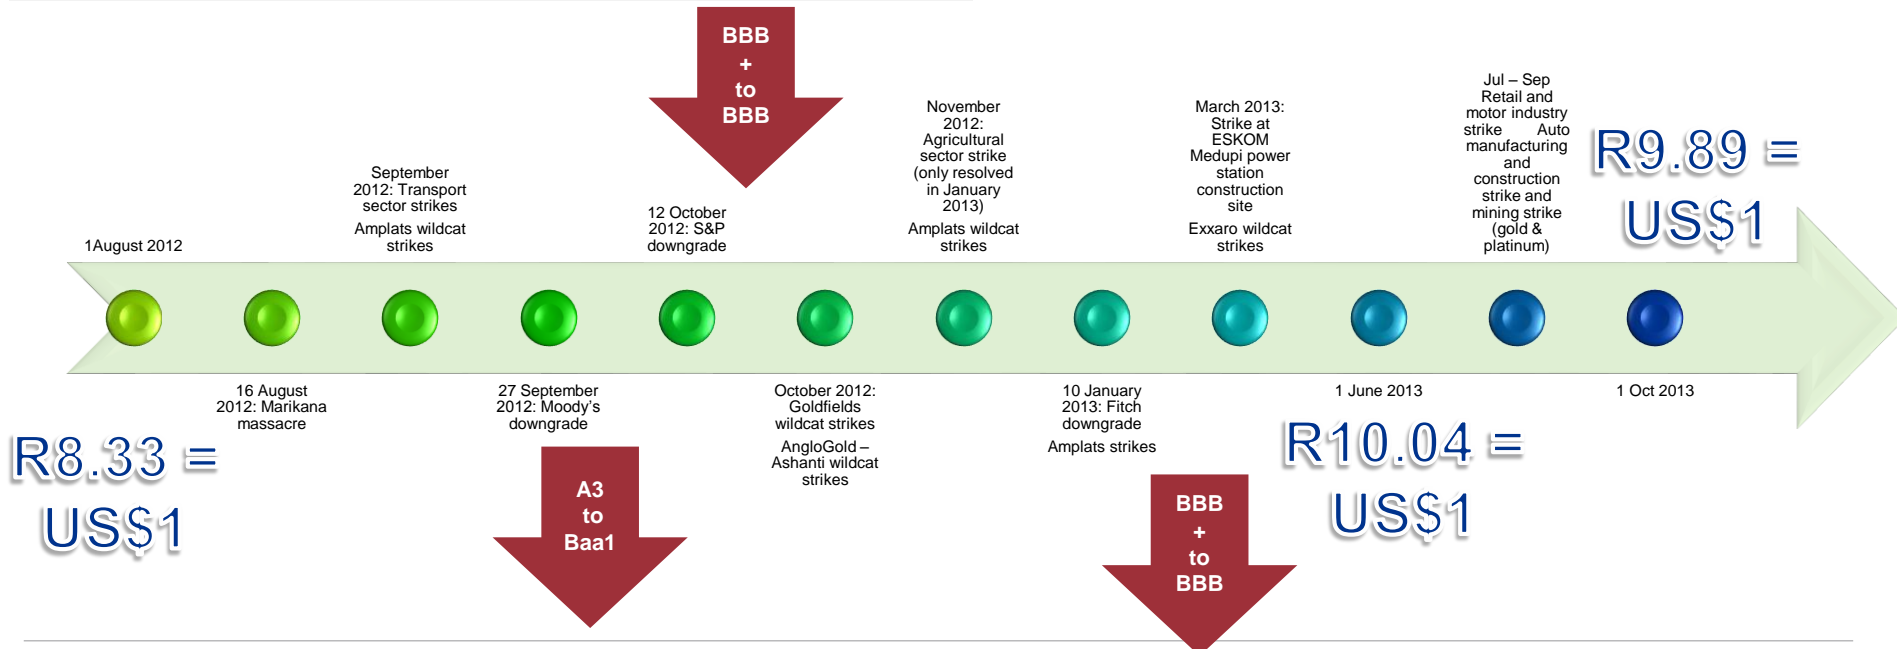 BBB
+
to
BBB
1August 2012
September
2012: Transport
sector strikes
Amplats wildcat
strikes
12 October
2012: S&P
downgrade
November
2012:
Agricultural
sector strike
(only resolved
in January
2013)
Amplats wildcat
strikes
March 2013:
Strike at
ESKOM
Medupi power
station
construction
site
Exxaro wildcat
strikes
Jul – Sep
Retail and
motor industry
strike Auto
manufacturing
and
construction
strike and
mining strike
(gold &
platinum)
R9.89 =
US$1
16 August
2012: Marikana
massacre
27 September
2012: Moody’s
downgrade
October 2012:
Goldfields
wildcat strikes
AngloGold –
Ashanti wildcat
strikes
10 January
2013: Fitch
downgrade
Amplats strikes
1 June 2013
1 Oct 2013
R8.33 =
US$1
A3
to
Baa1
BBB
+
to
BBB
R10.04 =
US$1